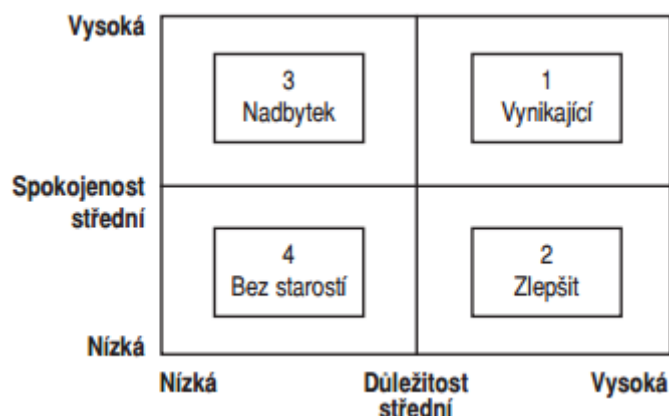 Vysoká
3
Nadbytek
1
Vynikající
Spokojenost
střední
4
Bez starostí
2
Zlepšit
Nízká
Nízká
Důležitost
střední
Vysoká